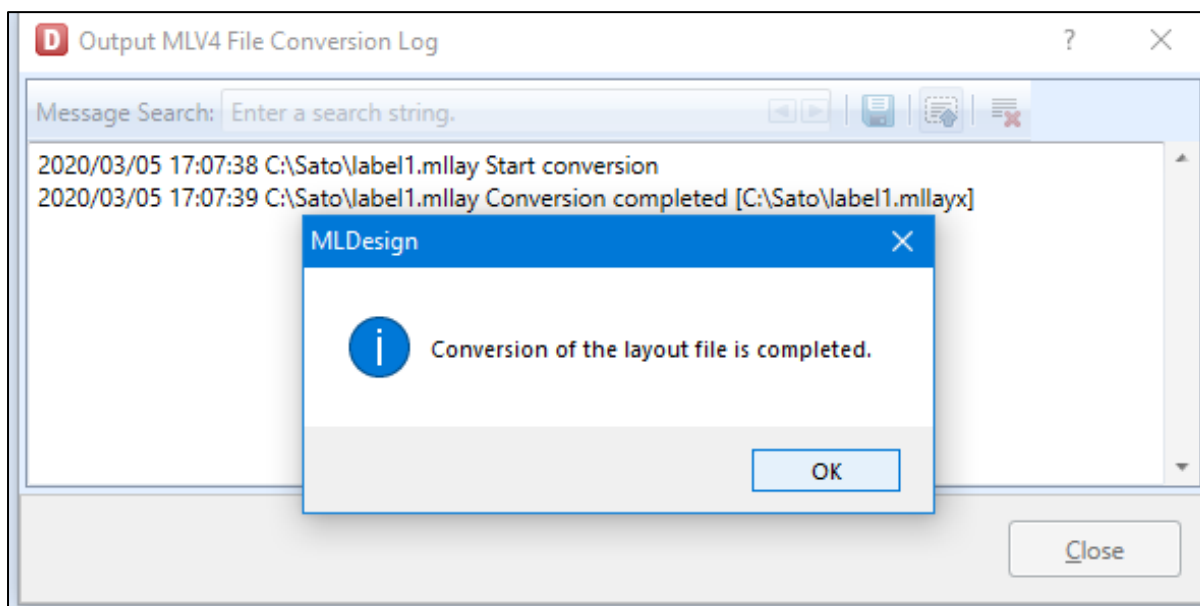 D Output MLV4 File Conversion Log ?
Message Search: Enter a search string.
2020/03/05 17:07:38 C:\Sato\label1.mllay Start conversion
2020/03/05 17:07:39 C:\Sato\label1.mllay Conversion completed [C:\Sato\label1.mllayx]
MLDesign
i Conversion of the layout file is completed.
OK
Close